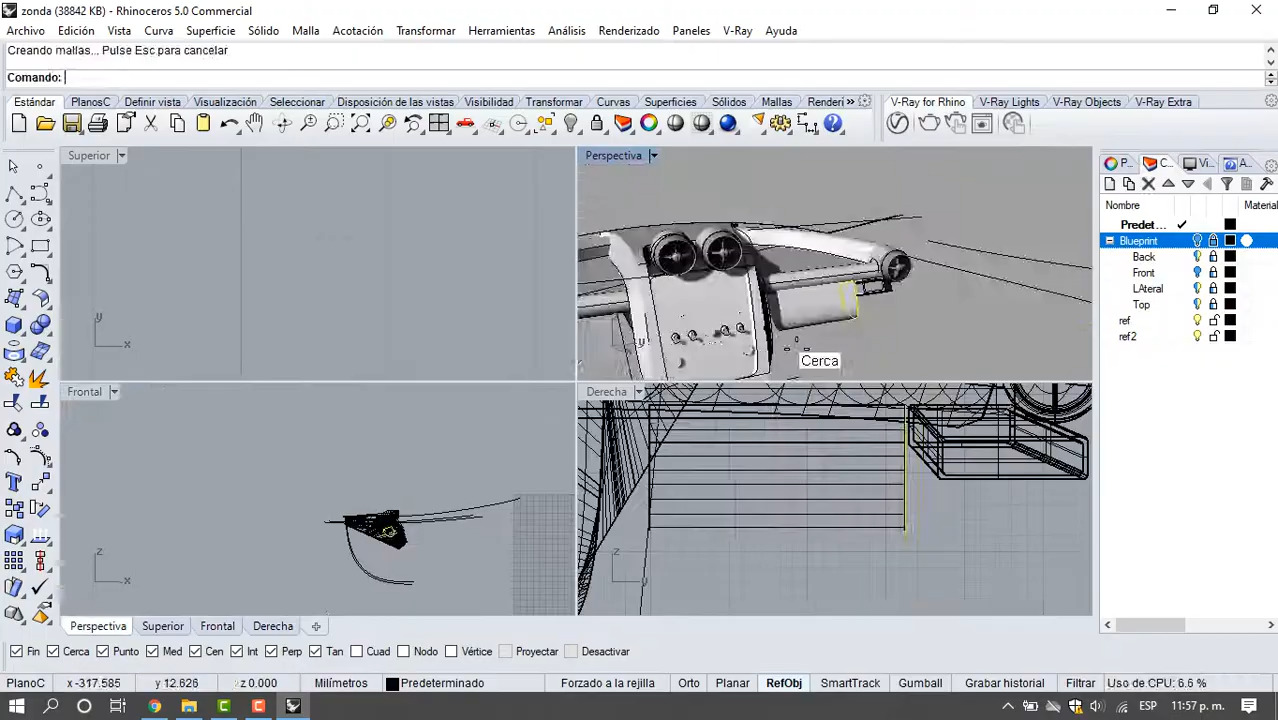 zonda (38842 KB) - Rhinoceros 5.0 Commercial
Archivo Edición Vista Curva Superficie Sólido Malla Acotación Transformar Herramientas Análisis Renderizado Paneles V-Ray Ayuda
Creando mallas... Pulse Esc para cancelar
Comando:
Estándar PlanosC Definir vista Visualización Seleccionar Disposición de las vistas Visibilidad Transformar Curvas Superficies Sólidos Mallas Renderi » V-Ray for Rhino V-Ray Lights V-Ray Objects V-Ray Extra
Superior
Perspectiva
P... C... Vi... A...
Nombre Material
Predet...
Blueprint
Back
Front
LAteral
Top
ref
ref2
y
x
y
Cerca
Frontal
Derecha
z
x
z
y
Perspectiva Superior Frontal Derecha
Fin Cerca Punto Med Cen Int Perp Tan Cuad Nodo Vértice Proyectar Desactivar
PlanoC x -317.585 y 12.626 z 0.000 Milímetros Predeterminado Forzado a la rejilla Orto Planar RefObj SmartTrack Gumball Grabar historial Filtrar Uso de CPU: 6.6 %
ESP 11:57 p. m.